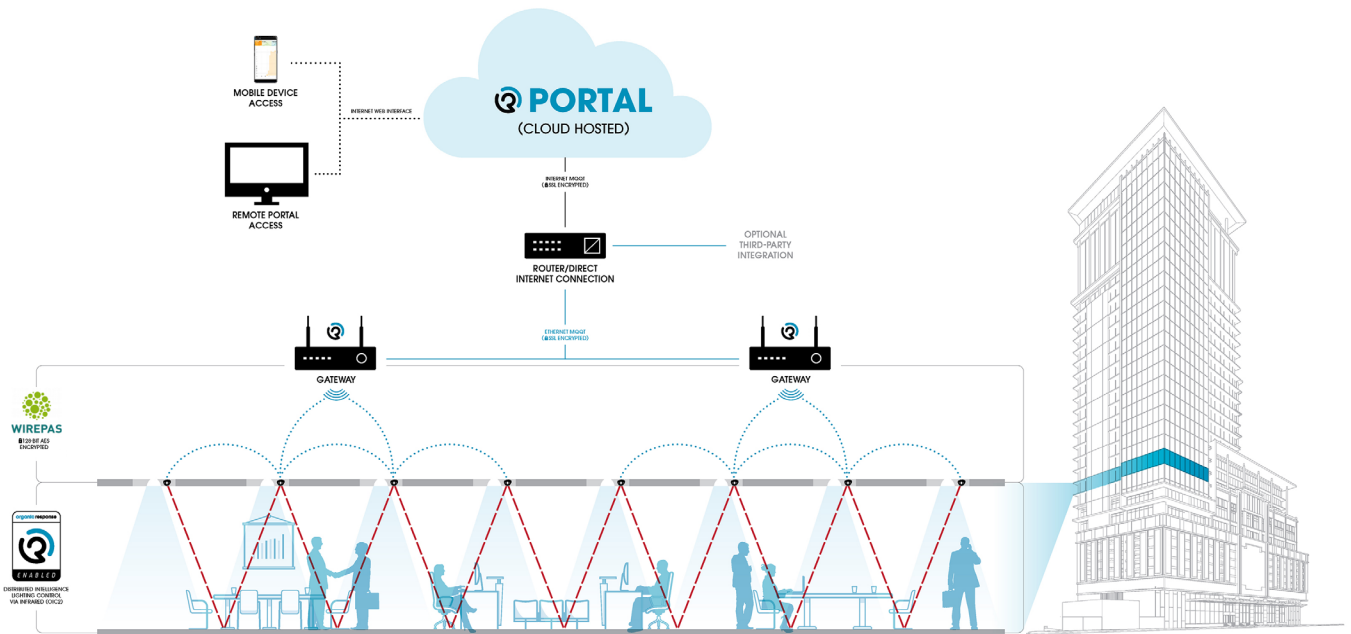 PORTAL
(CLOUD HOSTED)
MOBILE DEVICE
ACCESS
INTERNET WEB INTERFACE
REMOTE PORTAL
ACCESS
INTERNET MQQT
(SSL ENCRYPTED)
OPTIONAL
THIRD-PARTY
INTEGRATION
ROUTER/DIRECT
INTERNET CONNECTION
ETHERNET MQQT
(SSL ENCRYPTED)
GATEWAY
GATEWAY
WIREPAS
128-BIT AES
ENCRYPTED
organic response
ENABLED
DISTRIBUTED INTELLIGENCE
LIGHTING CONTROL
VIA INFRARED (OIC2)